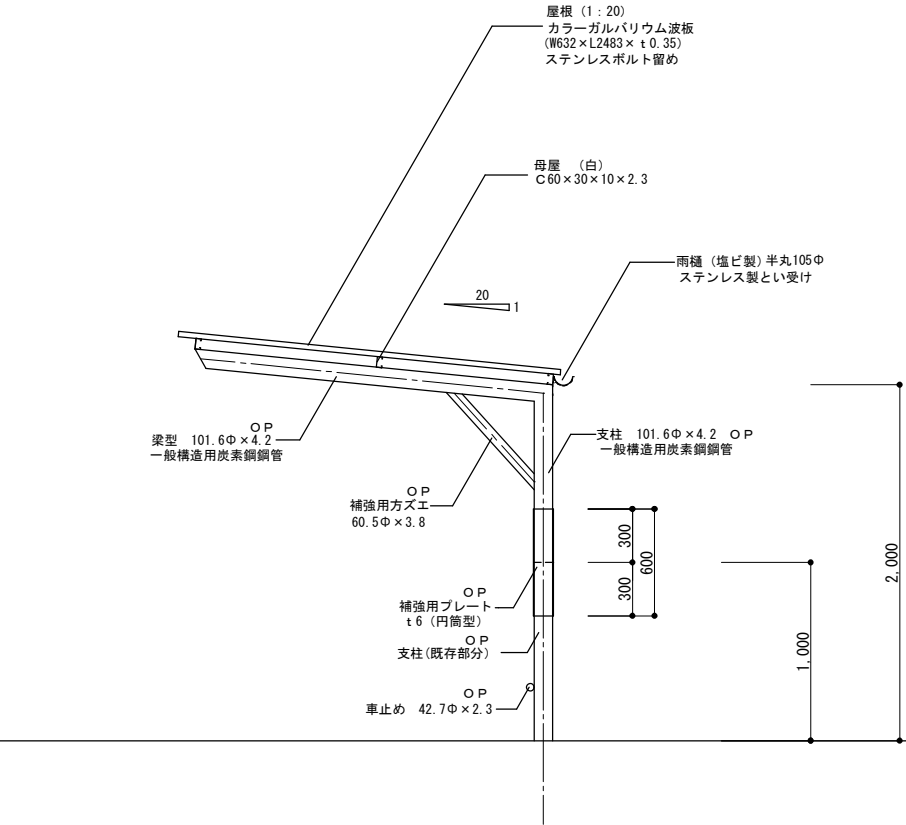 屋根（1：20）
カラーガルバリウム波板
(W632×L2483×ｔ0.35)
ステンレスボルト留め
母屋　（白）
C60×30×10×2.3
雨樋（塩ビ製）半丸105Φ
ステンレス製とい受け
20
1
ＯＰ
梁型　101.6Φ×4.2
一般構造用炭素鋼鋼管
支柱　101.6Φ×4.2　ＯＰ
一般構造用炭素鋼鋼管
ＯＰ
補強用方ズエ
60.5Φ×3.8
300
600
300
2,000
1,000
ＯＰ
補強用プレート
ｔ6（円筒型）
ＯＰ
支柱(既存部分)
ＯＰ
車止め　42.7Φ×2.3